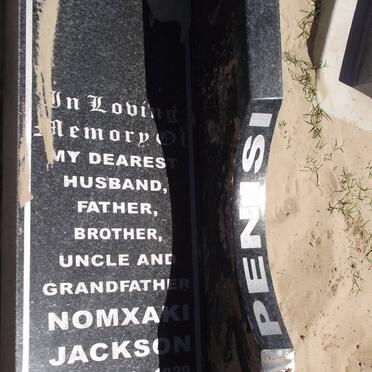 In Loving
Memory Of
MY DEAREST
HUSBAND,
FATHER,
BROTHER,
UNCLE AND
GRANDFATHER
NOMXAKI
JACKSON
PENISI